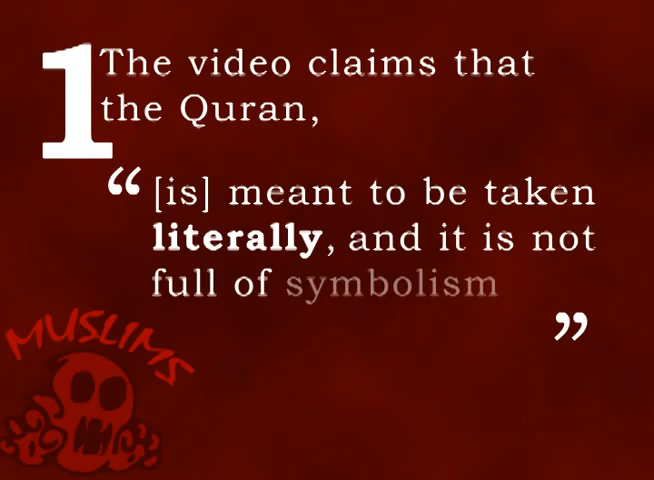 1
The video claims that
the Quran,
“[is] meant to be taken
literally, and it is not
full of symbolism
”
MUSLIMS